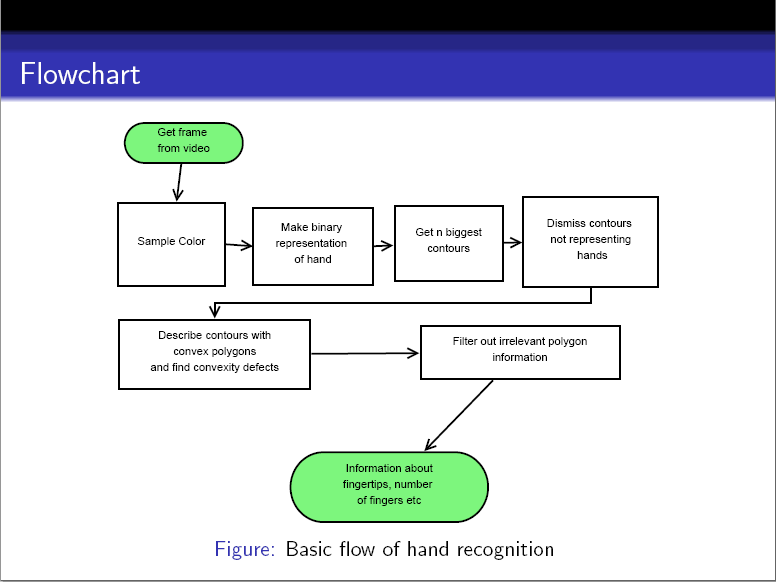 Flowchart
Get frame
from video
Sample Color
Make binary
representation
of hand
Get n biggest
contours
Dismiss contours
not representing
hands
Describe contours with
convex polygons
and find convexity defects
Filter out irrelevant polygon
information
Information about
fingertips, number
of fingers etc
Figure: Basic flow of hand recognition